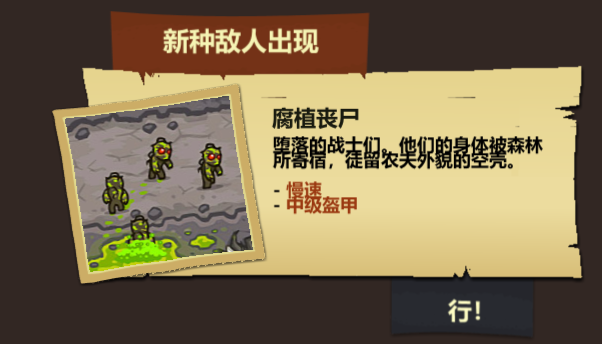 新种敌人出现
腐植丧尸
堕落的战士们。他们的身体被森林
所寄宿，徒留农夫外貌的空壳。
- 慢速
- 中级盔甲
行！